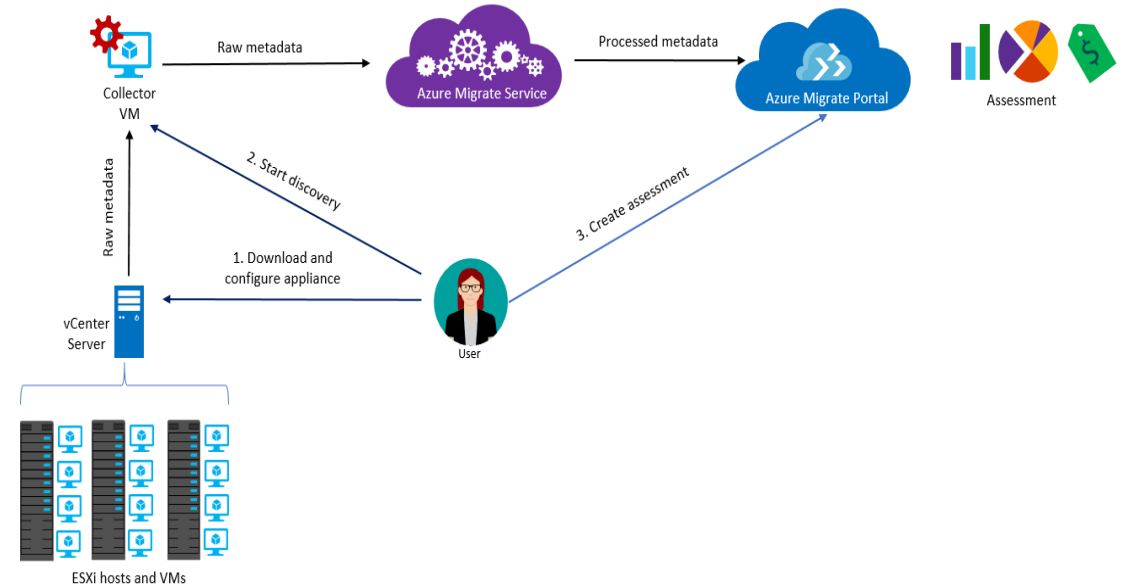 Raw metadata
Processed metadata
Collector
VM
Azure Migrate Service
Azure Migrate Portal
Assessment
Raw metadata
2. Start discovery
3. Create assessment
1. Download and
configure appliance
vCenter
Server
User
ESXi hosts and VMs